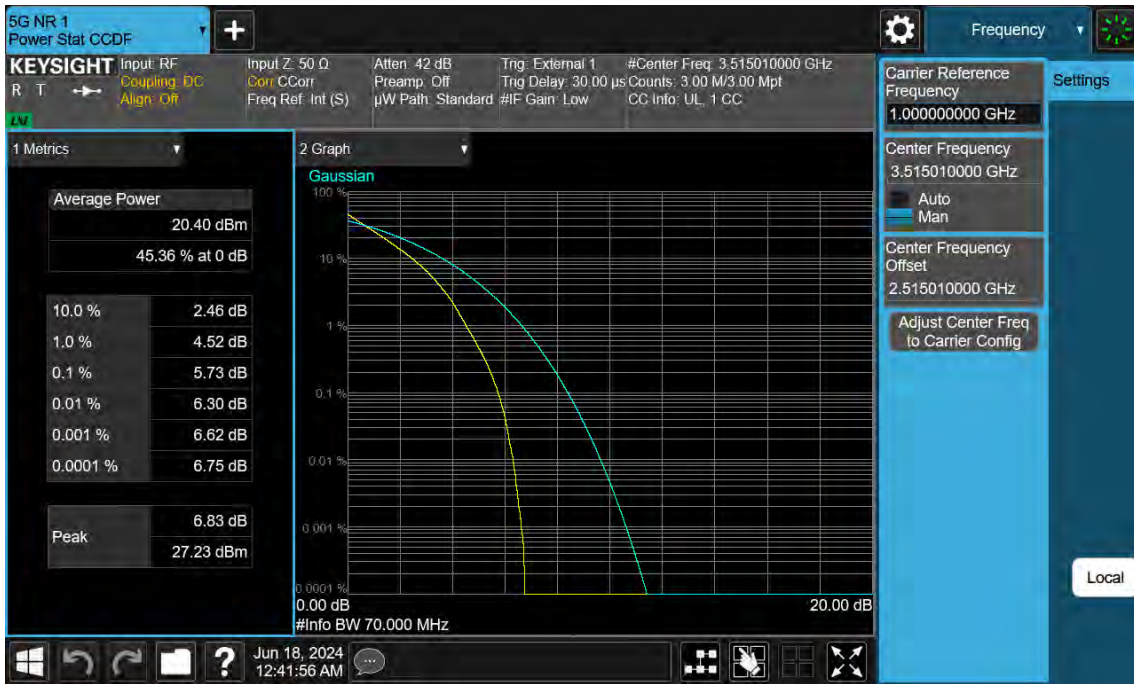 5G NR 1
Power Stat CCDF
+
Frequency
KEYSIGHT
R T
LNI
Input: RF
Coupling: DC
Align: Off
Input Z: 50 Ω
Corr CCorr
Freq Ref: Int (S)
Atten: 42 dB
Preamp: Off
µW Path: Standard
Trig: External 1
Trig Delay: 30.00 µs
#IF Gain: Low
#Center Freq: 3.515010000 GHz
Counts: 3.00 M/3.00 Mpt
CC Info: UL, 1 CC
1 Metrics
Average Power
20.40 dBm
45.36 % at 0 dB
10.0 % 2.46 dB
1.0 % 4.52 dB
0.1 % 5.73 dB
0.01 % 6.30 dB
0.001 % 6.62 dB
0.0001 % 6.75 dB
Peak
6.83 dB
27.23 dBm
2 Graph
Gaussian
100 %
10 %
1 %
0.1 %
0.01 %
0.001 %
0.0001 %
0.00 dB 20.00 dB
#Info BW 70.000 MHz
Carrier Reference
Frequency
1.000000000 GHz
Center Frequency
3.515010000 GHz
Auto
Man
Center Frequency
Offset
2.515010000 GHz
Adjust Center Freq
to Carrier Config
Settings
Local
?
Jun 18, 2024
12:41:56 AM